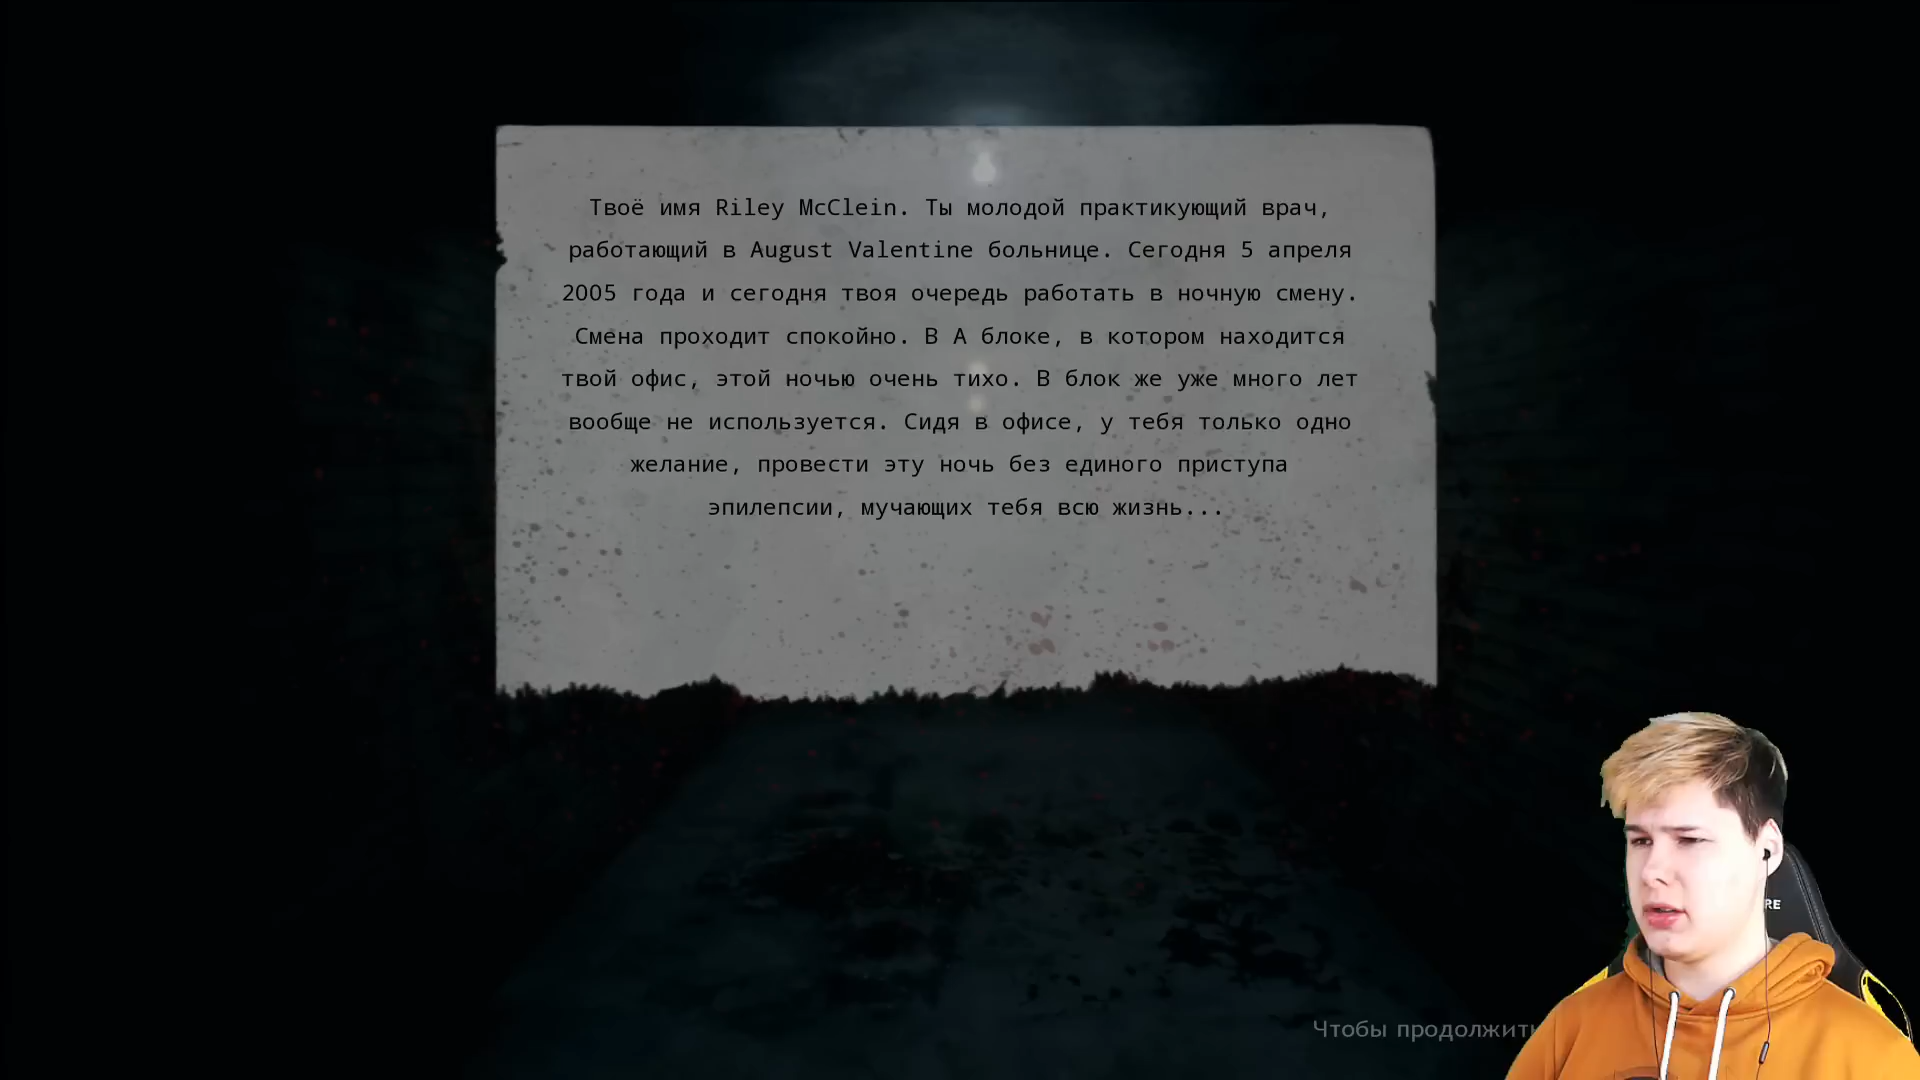 Твоё имя Riley McClein. Ты молодой практикующий врач,
работающий в August Valentine больнице. Сегодня 5 апреля
2005 года и сегодня твоя очередь работать в ночную смену.
Смена проходит спокойно. В А блоке, в котором находится
твой офис, этой ночью очень тихо. В блок же уже много лет
вообще не используется. Сидя в офисе, у тебя только одно
желание, провести эту ночь без единого приступа
эпилепсии, мучающих тебя всю жизнь...
RE
Чтобы продолжить